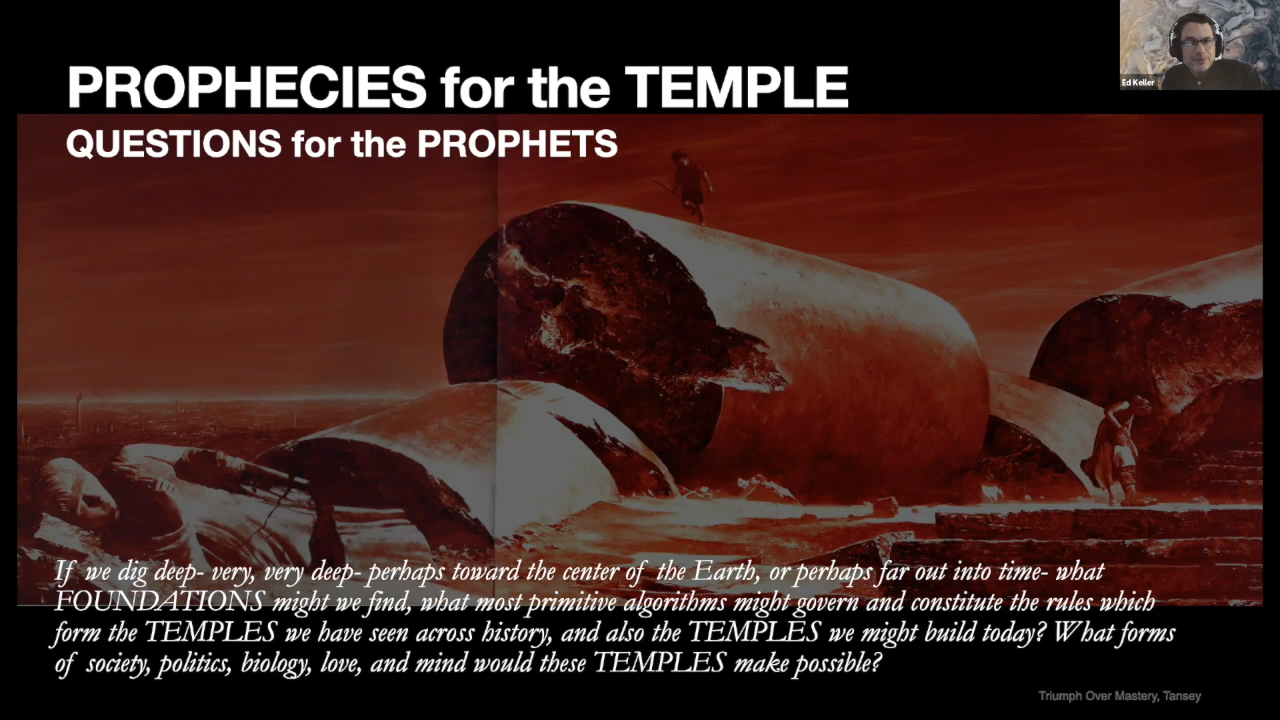 PROPHECIES for the TEMPLE
QUESTIONS for the PROPHETS
Ed Keller
If we dig deep- very, very deep- perhaps toward the center of the Earth, or perhaps far out into time- what
FOUNDATIONS might we find, what most primitive algorithms might govern and constitute the rules which
form the TEMPLES we have seen across history, and also the TEMPLES we might build today? What forms
of society, politics, biology, love, and mind would these TEMPLES make possible?
Triumph Over Mastery, Tansey